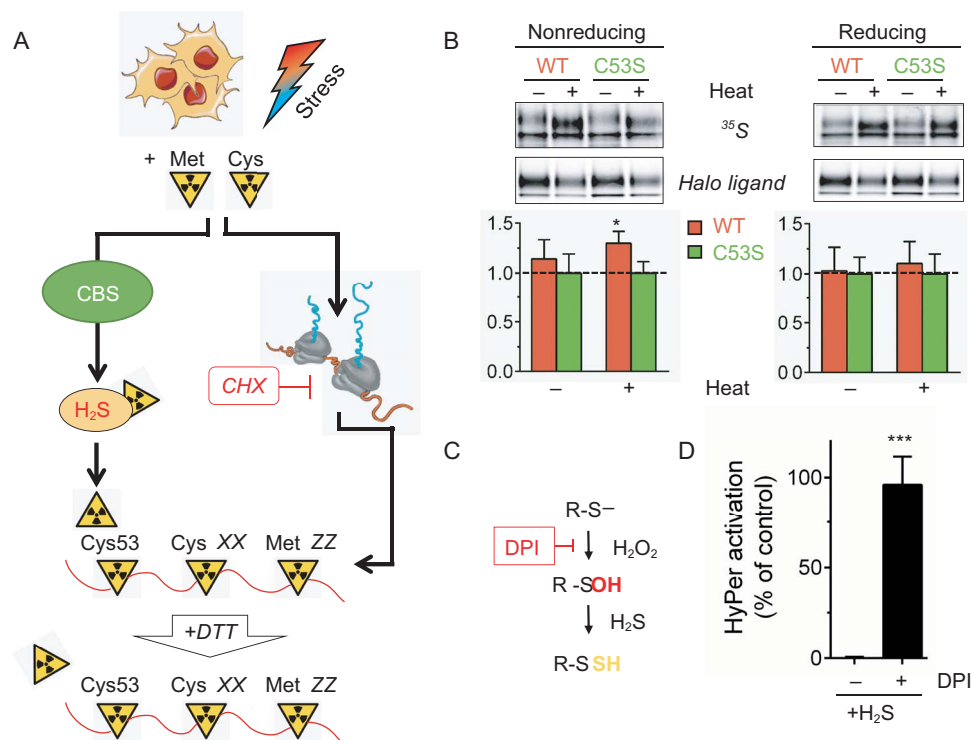 A
Stress
+ Met Cys
CBS
CHX
H₂S
Cys53 Cys XX Met ZZ
+DTT
Cys53 Cys XX Met ZZ
B
Nonreducing Reducing
WT C53S WT C53S
– + – + Heat – + – +
³⁵S
Halo ligand
1.5
1.0
0 5
0.0
*
WT
C53S
1.5
1.0
0 5
0.0
– + Heat – +
C
R-S–
DPI
H₂O₂
R -SOH
H₂S
R-S SH
D
HyPer activation
(% of control)
100
50
0
***
– + DPI
+H₂S